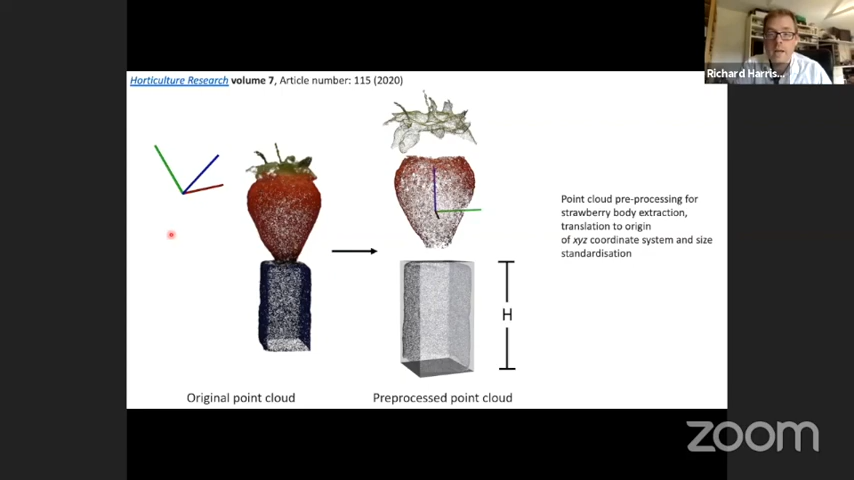 Richard Harris...
Horticulture Research volume 7, Article number: 115 (2020)
Point cloud pre-processing for
strawberry body extraction,
translation to origin
of xyz coordinate system and size
standardisation
H
Original point cloud
Preprocessed point cloud
zoom